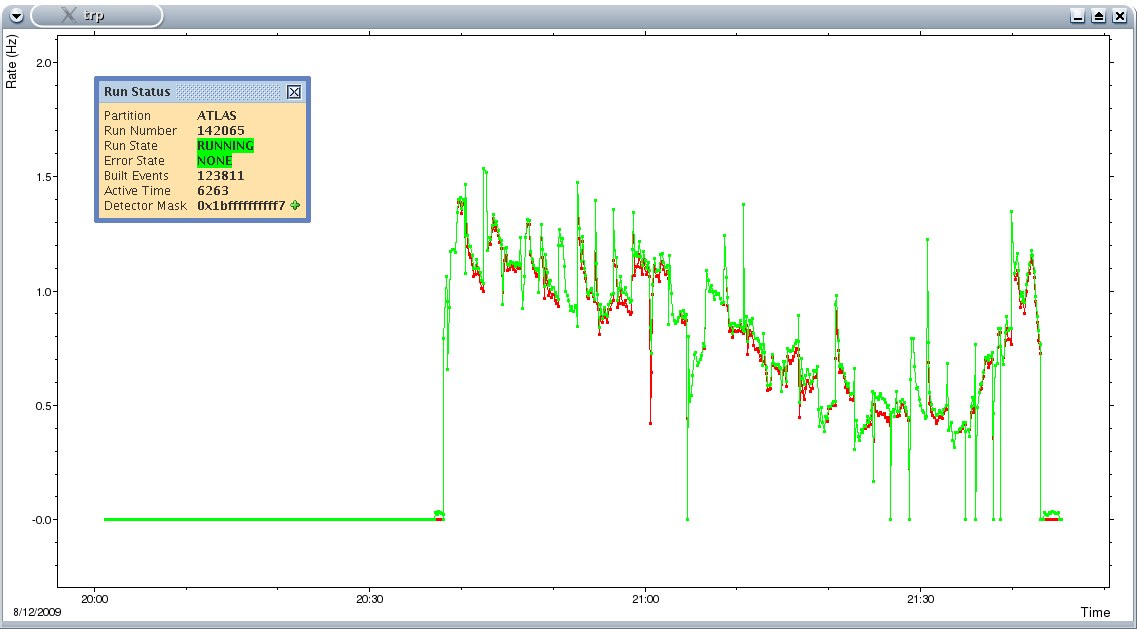 trp
Rate (Hz)
2.0
1.5
1.0
0.5
-0.0
Run Status
Partition ATLAS
Run Number 142065
Run State RUNNING
Error State NONE
Built Events 123811
Active Time 6263
Detector Mask 0x1bffffffffff7
20:00 20:30 21:00 21:30
8/12/2009
Time